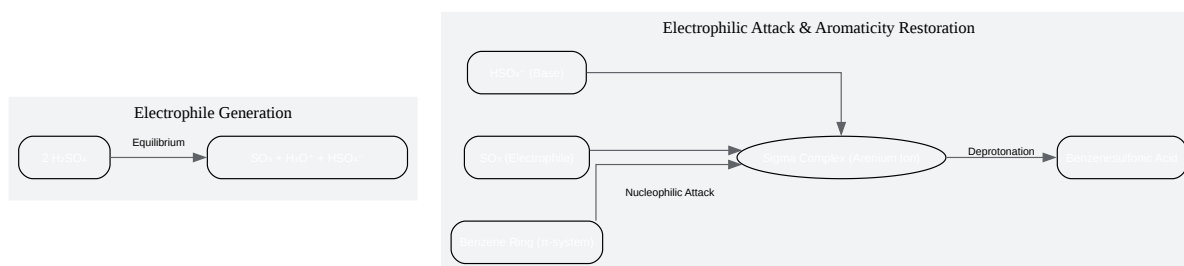 Electrophilic Attack & Aromaticity Restoration
HSO₄⁻ (Base)
Electrophile Generation
2 H₂SO₄
Equilibrium
SO₃ + H₃O⁺ + HSO₄⁻
SO₃ (Electrophile)
Sigma Complex (Arenium ion)
Deprotonation
Benzenesulfonic Acid
Nucleophilic Attack
Benzene Ring (π-system)